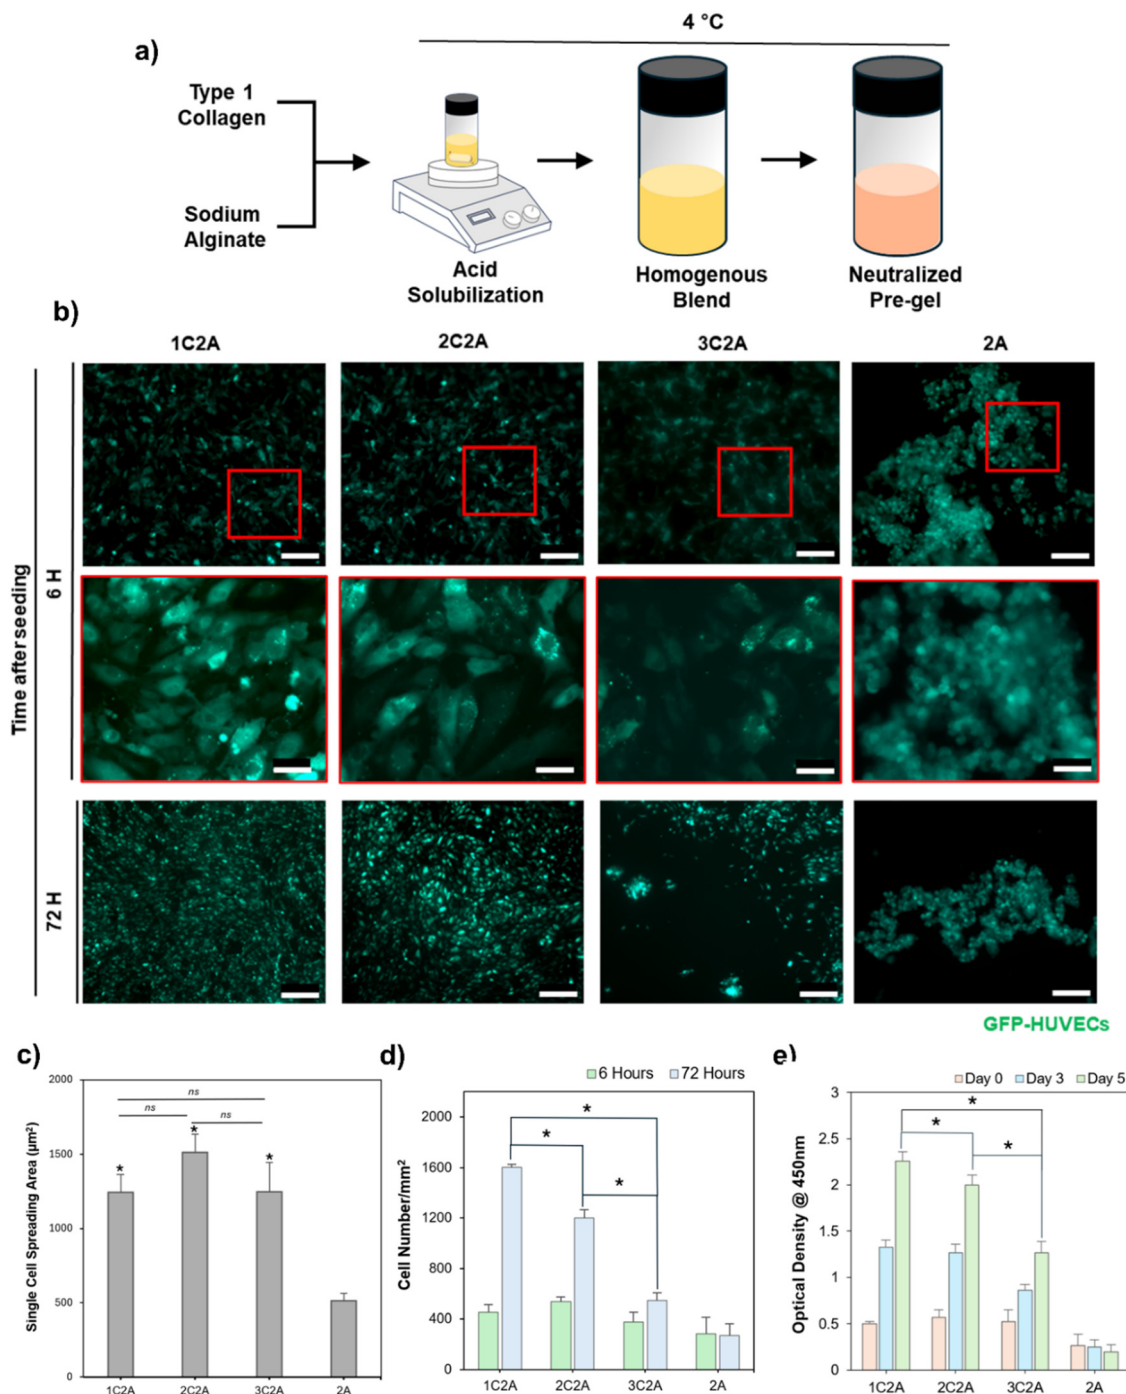 a)
4 °C
Type 1
Collagen
Sodium
Alginate
Acid
Solubilization
Homogenous
Blend
Neutralized
Pre-gel
b)
1C2A
2C2A
3C2A
2A
Time after seeding
6 H
72 H
GFP-HUVECs
c)
Single Cell Spreading Area (µm²)
2000
1500
1000
500
0
ns
ns
ns
*
*
*
1C2A
2C2A
3C2A
2A
d)
6 Hours
72 Hours
Cell Number/mm²
2000
1600
1200
800
400
0
*
*
*
1C2A
2C2A
3C2A
2A
e)
Day 0
Day 3
Day 5
Optical Density @ 450nm
3
2.5
2
1.5
1
0.5
0
*
*
*
1C2A
2C2A
3C2A
2A